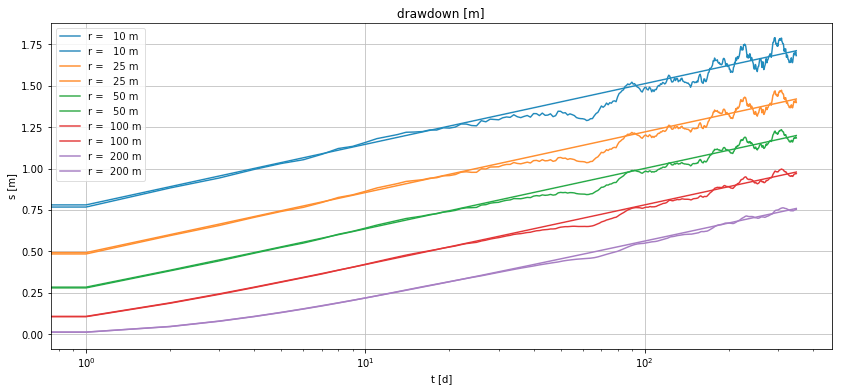 drawdown [m]
s [m]
1.75
1.50
1.25
1.00
0.75
0.50
0.25
0.00
r = 10 m
r = 10 m
r = 25 m
r = 25 m
r = 50 m
r = 50 m
r = 100 m
r = 100 m
r = 200 m
r = 200 m
10⁰ 10¹ 10²
t [d]